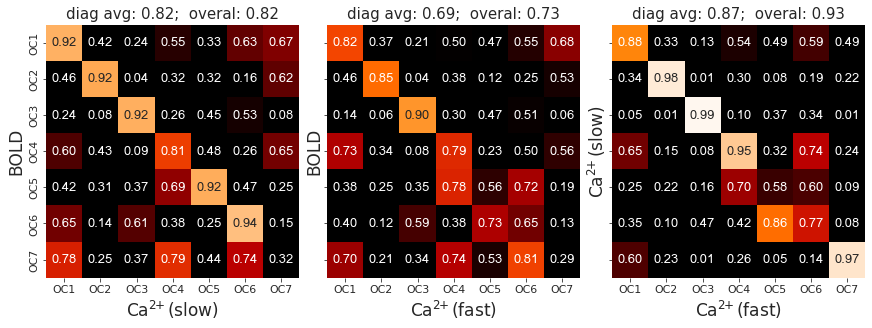 diag avg: 0.82;  overal: 0.82
OC1 0.92 0.42 0.24 0.55 0.33 0.63 0.67
OC2 0.46 0.92 0.04 0.32 0.32 0.16 0.62
OC3 0.24 0.08 0.92 0.26 0.45 0.53 0.08
OC4 0.60 0.43 0.09 0.81 0.48 0.26 0.65
OC5 0.42 0.31 0.37 0.69 0.92 0.47 0.25
OC6 0.65 0.14 0.61 0.38 0.25 0.94 0.15
OC7 0.78 0.25 0.37 0.79 0.44 0.74 0.32
BOLD
OC1 OC2 OC3 OC4 OC5 OC6 OC7
Ca²⁺(slow)
diag avg: 0.69;  overal: 0.73
0.82 0.37 0.21 0.50 0.47 0.55 0.68
0.46 0.85 0.04 0.38 0.12 0.25 0.53
0.14 0.06 0.90 0.30 0.47 0.51 0.06
0.73 0.34 0.08 0.79 0.23 0.50 0.56
0.38 0.25 0.35 0.78 0.56 0.72 0.19
0.40 0.12 0.59 0.38 0.73 0.65 0.13
0.70 0.21 0.34 0.74 0.53 0.81 0.29
BOLD
OC1 OC2 OC3 OC4 OC5 OC6 OC7
Ca²⁺(fast)
diag avg: 0.87;  overal: 0.93
0.88 0.33 0.13 0.54 0.49 0.59 0.49
0.34 0.98 0.01 0.30 0.08 0.19 0.22
0.05 0.01 0.99 0.10 0.37 0.34 0.01
0.65 0.15 0.08 0.95 0.32 0.74 0.24
0.25 0.22 0.16 0.70 0.58 0.60 0.09
0.35 0.10 0.47 0.42 0.86 0.77 0.08
0.60 0.23 0.01 0.26 0.05 0.14 0.97
Ca²⁺(slow)
OC1 OC2 OC3 OC4 OC5 OC6 OC7
Ca²⁺(fast)